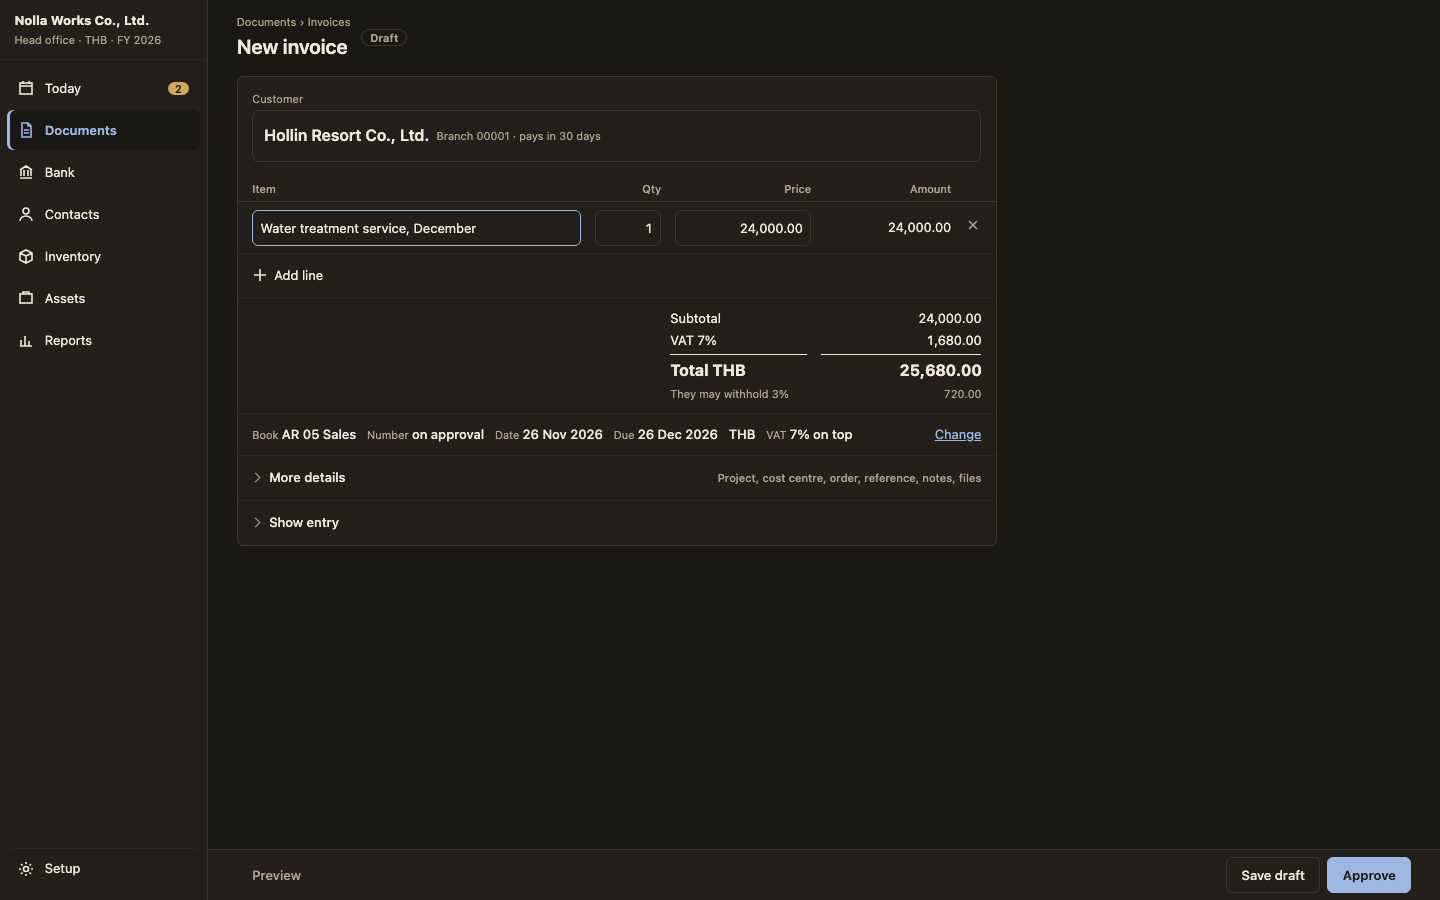 Nolla Works Co., Ltd.
Head office · THB · FY 2026
Today 2
Documents
Bank
Contacts
Inventory
Assets
Reports
Setup
Documents › Invoices
New invoice Draft
Customer
Hollin Resort Co., Ltd. Branch 00001 · pays in 30 days
Item Qty Price Amount
Water treatment service, December 1 24,000.00 24,000.00
Add line
Subtotal 24,000.00
VAT 7% 1,680.00
Total THB 25,680.00
They may withhold 3% 720.00
Book AR 05 Sales Number on approval Date 26 Nov 2026 Due 26 Dec 2026 THB VAT 7% on top Change
More details Project, cost centre, order, reference, notes, files
Show entry
Preview Save draft Approve